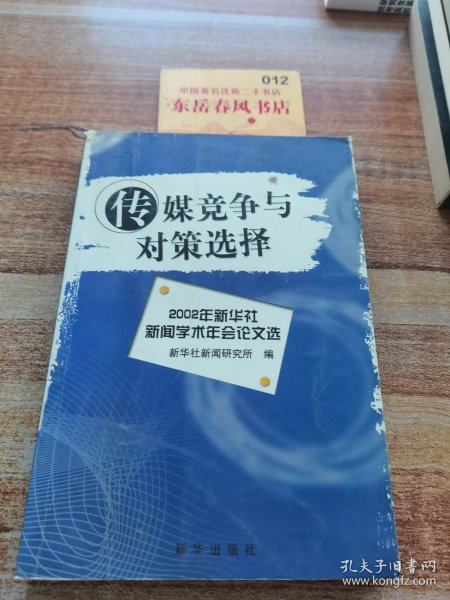 012
中国著名优质二手书店
东岳春风书店
传媒竞争与
对策选择
2002年新华社
新闻学术年会论文选
新华社新闻研究所 编
新华出版社
孔夫子旧书网
www.kongfz.com